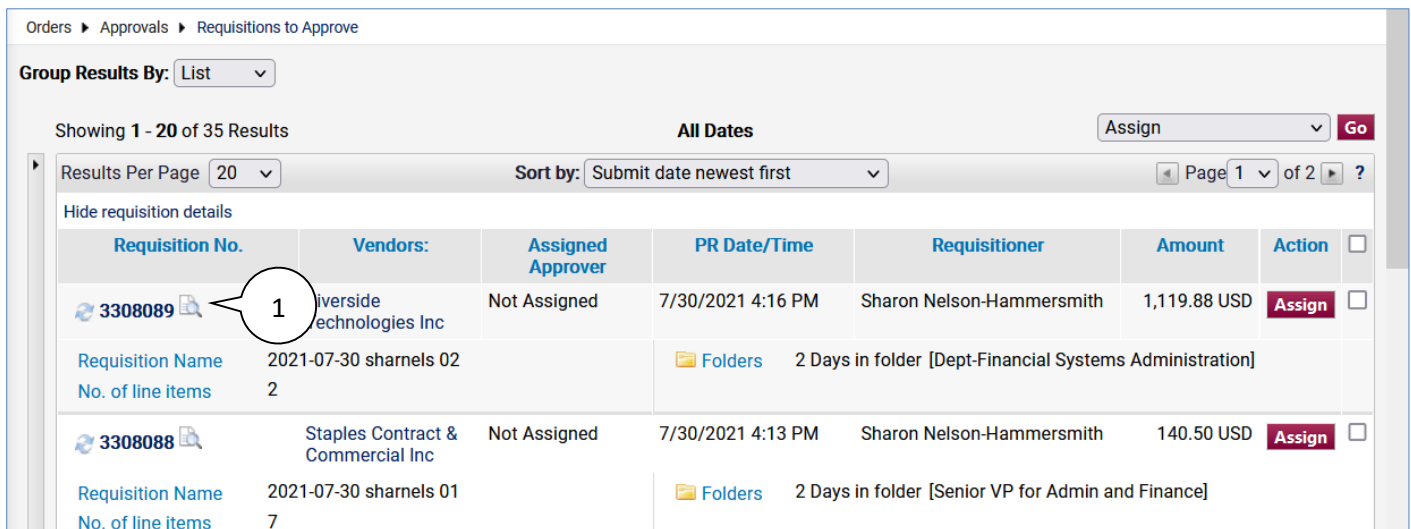 Orders ▶ Approvals ▶ Requisitions to Approve
Group Results By: List
Showing 1 - 20 of 35 Results All Dates Assign Go
Results Per Page 20 Sort by: Submit date newest first Page 1 of 2 ?
Hide requisition details
Requisition No. Vendors: Assigned Approver PR Date/Time Requisitioner Amount Action
3308089 1 iverside Not Assigned 7/30/2021 4:16 PM Sharon Nelson-Hammersmith 1,119.88 USD Assign
echnologies Inc
Requisition Name 2021-07-30 sharnels 02 Folders 2 Days in folder [Dept-Financial Systems Administration]
No. of line items 2
3308088 Staples Contract & Commercial Inc Not Assigned 7/30/2021 4:13 PM Sharon Nelson-Hammersmith 140.50 USD Assign
Requisition Name 2021-07-30 sharnels 01 Folders 2 Days in folder [Senior VP for Admin and Finance]
No. of line items 7